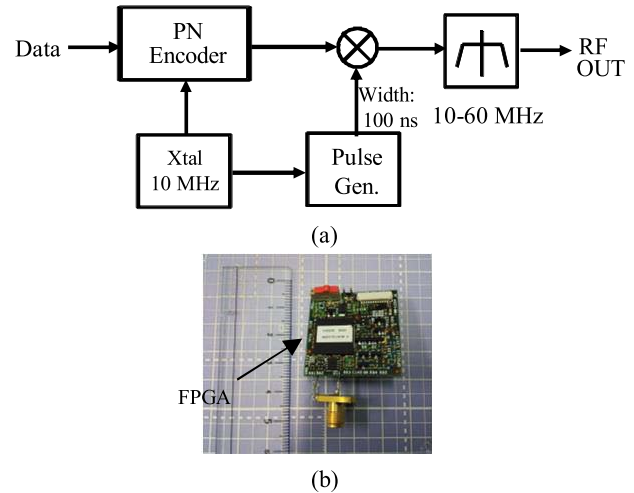 Data
PN
Encoder
Xtal
10 MHz
Pulse
Gen.
Width:
100 ns
10-60 MHz
RF
OUT
(a)
FPGA
(b)